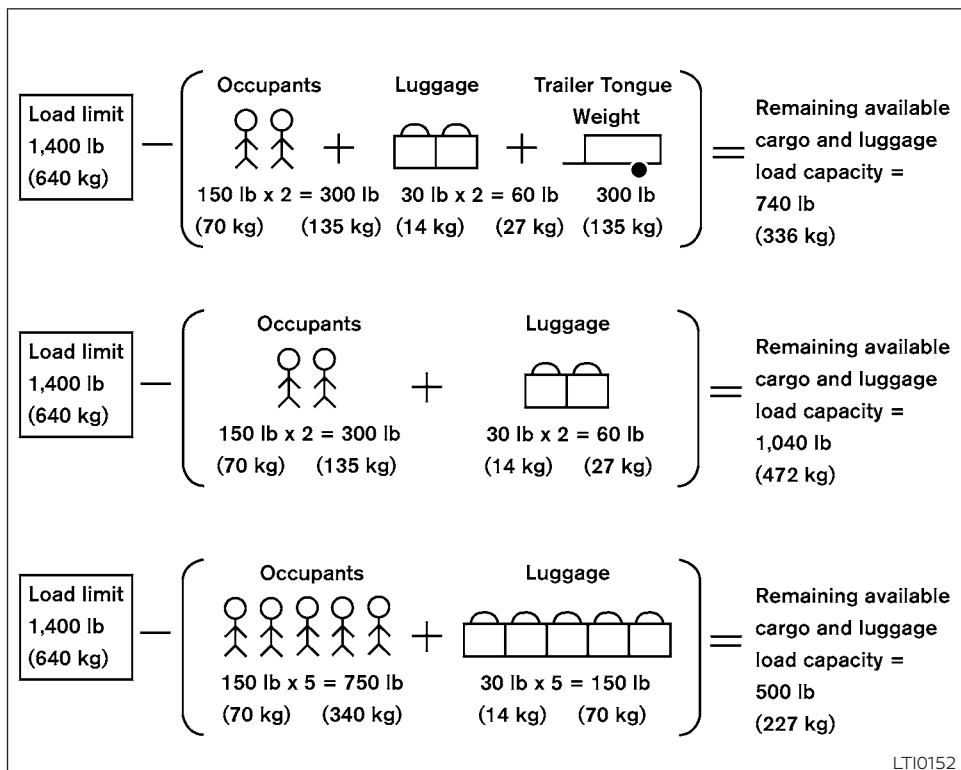 Occupants Luggage Trailer Tongue
Weight
Load limit
1,400 lb
(640 kg)
150 lb x 2 = 300 lb 30 lb x 2 = 60 lb 300 lb
(70 kg) (135 kg) (14 kg) (27 kg) (135 kg)
Remaining available
cargo and luggage
load capacity =
740 lb
(336 kg)
Occupants Luggage
Load limit
1,400 lb
(640 kg)
150 lb x 2 = 300 lb 30 lb x 2 = 60 lb
(70 kg) (135 kg) (14 kg) (27 kg)
Remaining available
cargo and luggage
load capacity =
1,040 lb
(472 kg)
Occupants Luggage
Load limit
1,400 lb
(640 kg)
150 lb x 5 = 750 lb 30 lb x 5 = 150 lb
(70 kg) (340 kg) (14 kg) (70 kg)
Remaining available
cargo and luggage
load capacity =
500 lb
(227 kg)
LTI0152